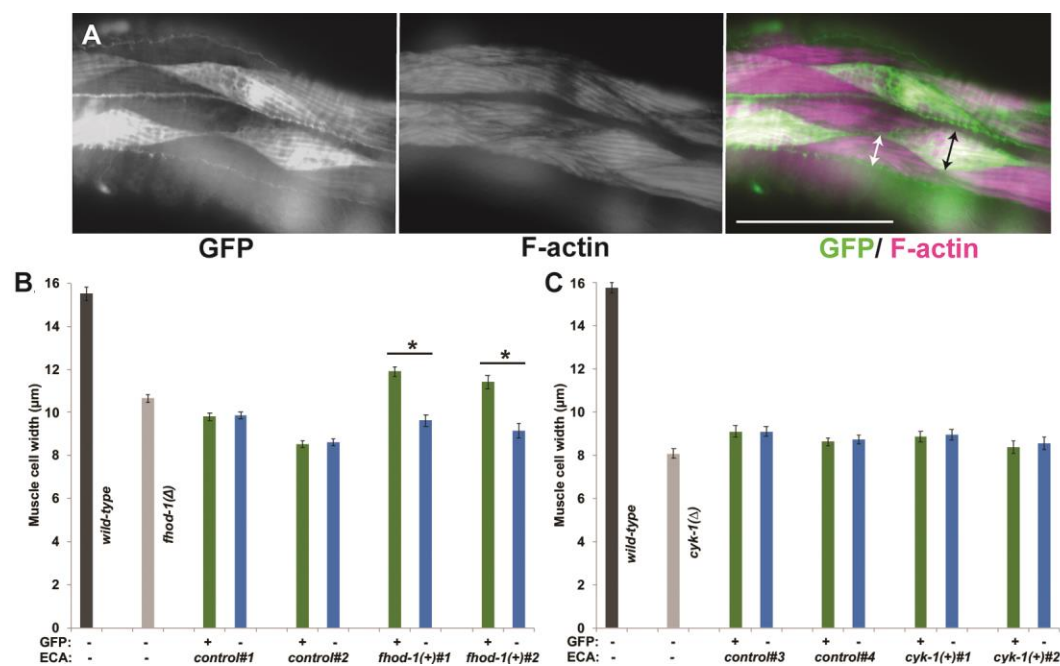 A
GFP
F-actin
GFP/ F-actin
B
Muscle cell width (µm)
16
14
12
10
8
6
4
2
0
wild-type
fhod-1(Δ)
*
*
GFP: - - + - + - + - + -
ECA: - - control#1 control#2 fhod-1(+)#1 fhod-1(+)#2
C
Muscle cell width (µm)
16
14
12
10
8
6
4
2
0
wild-type
cyk-1(Δ)
GFP: - - + - + - + - + -
ECA: - - control#3 control#4 cyk-1(+)#1 cyk-1(+)#2